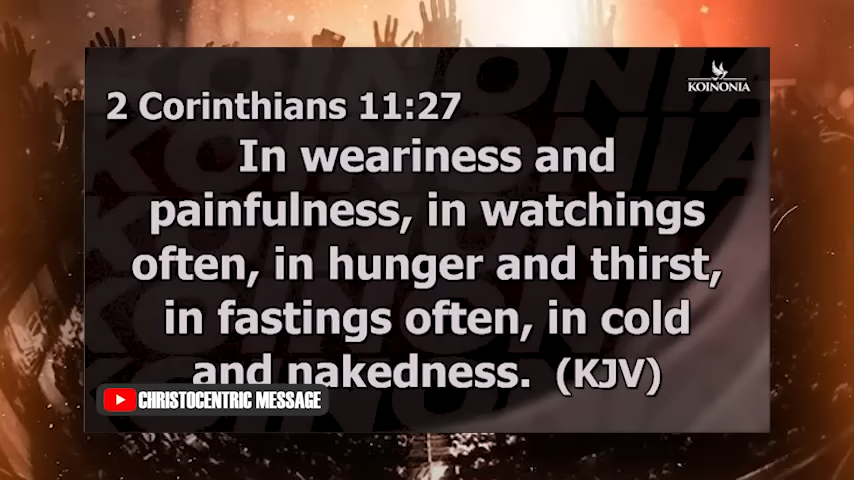 KOINONIA
2 Corinthians 11:27
In weariness and
painfulness, in watchings
often, in hunger and thirst,
in fastings often, in cold
and nakedness. (KJV)
CHRISTOCENTRIC MESSAGE